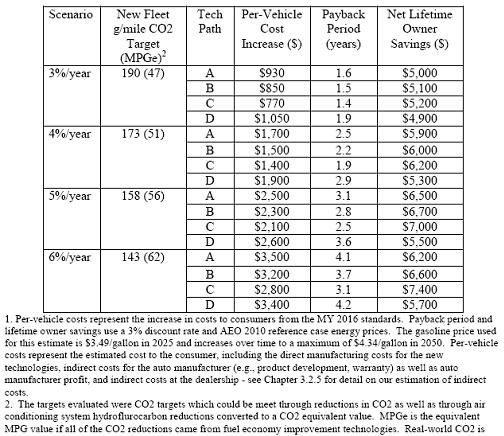 Scenario New Fleet g/mile CO2 Target (MPGe)2 Tech Path Per-Vehicle Cost Increase ($) Payback Period (years) Net Lifetime Owner Savings ($)
3%/year 190 (47) A $930 1.6 $5,000
B $850 1.5 $5,100
C $770 1.4 $5,200
D $1,050 1.9 $4,900
4%/year 173 (51) A $1,700 2.5 $5,900
B $1,500 2.2 $6,000
C $1,400 1.9 $6,200
D $1,900 2.9 $5,300
5%/year 158 (56) A $2,500 3.1 $6,500
B $2,300 2.8 $6,700
C $2,100 2.5 $7,000
D $2,600 3.6 $5,500
6%/year 143 (62) A $3,500 4.1 $6,200
B $3,200 3.7 $6,600
C $2,800 3.1 $7,400
D $3,400 4.2 $5,700
1. Per-vehicle costs represent the increase in costs to consumers from the MY 2016 standards. Payback period and
lifetime owner savings use a 3% discount rate and AEO 2010 reference case energy prices. The gasoline price used
for this estimate is $3.49/gallon in 2025 and increases over time to a maximum of $4.34/gallon in 2050. Per-vehicle
costs represent the estimated cost to the consumer, including the direct manufacturing costs for the new
technologies, indirect costs for the auto manufacturer (e.g., product development, warranty) as well as auto
manufacturer profit, and indirect costs at the dealership - see Chapter 3.2.5 for detail on our estimation of indirect
costs.
2. The targets evaluated were CO2 targets which could be meet through reductions in CO2 as well as through air
conditioning system hydroflurocarbon reductions converted to a CO2 equivalent value. MPGe is the equivalent
MPG value if all of the CO2 reductions came from fuel economy improvement technologies. Real-world CO2 is